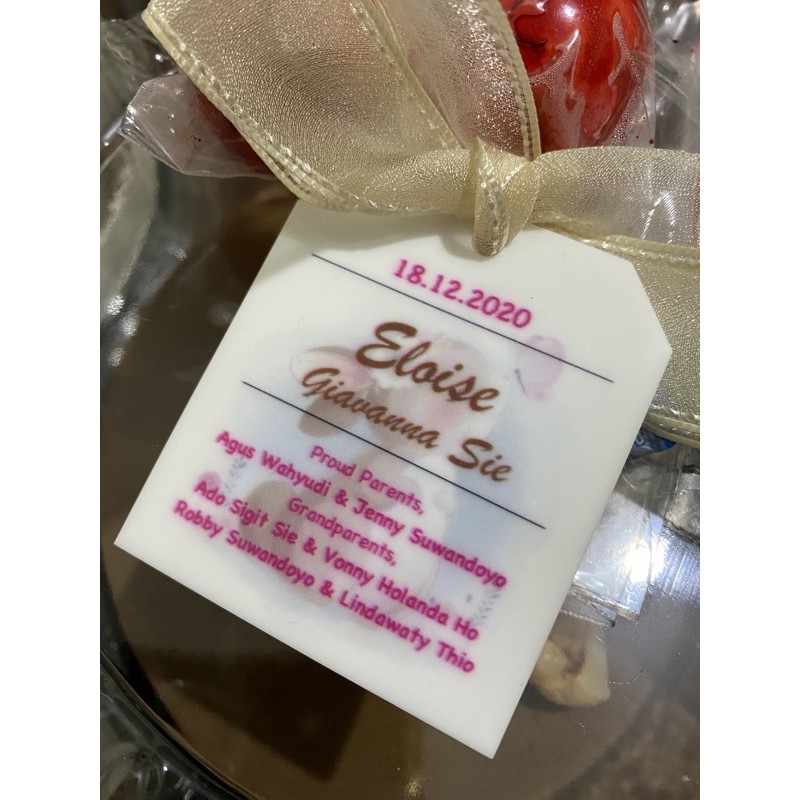 18.12.2020
Eloise
Giavanna Sie
Proud Parents,
Agus Wahyudi & Jenny Suwandoyo
Grandparents,
Ado Sigit Sie & Vonny Holanda Ho
Robby Suwandoyo & Lindawaty Thio